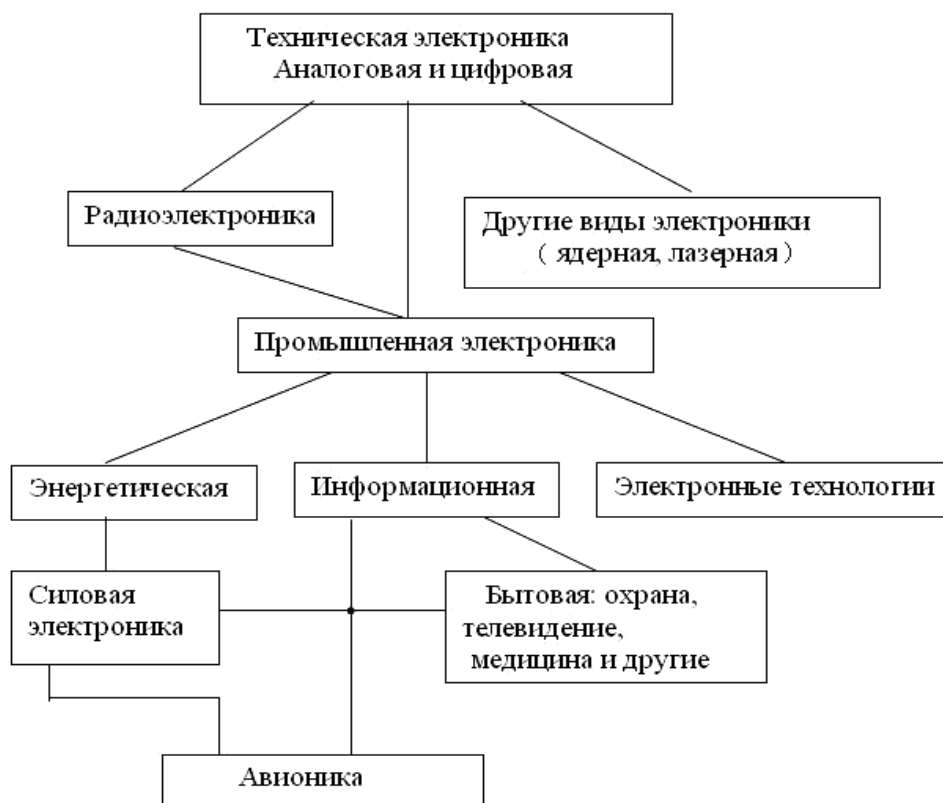 Техническая электроника
Аналоговая и цифровая
Радиоэлектроника
Другие виды электроники
( ядерная, лазерная )
Промышленная электроника
Энергетическая
Информационная
Электронные технологии
Силовая
электроника
Бытовая: охрана,
телевидение,
медицина и другие
Авионика